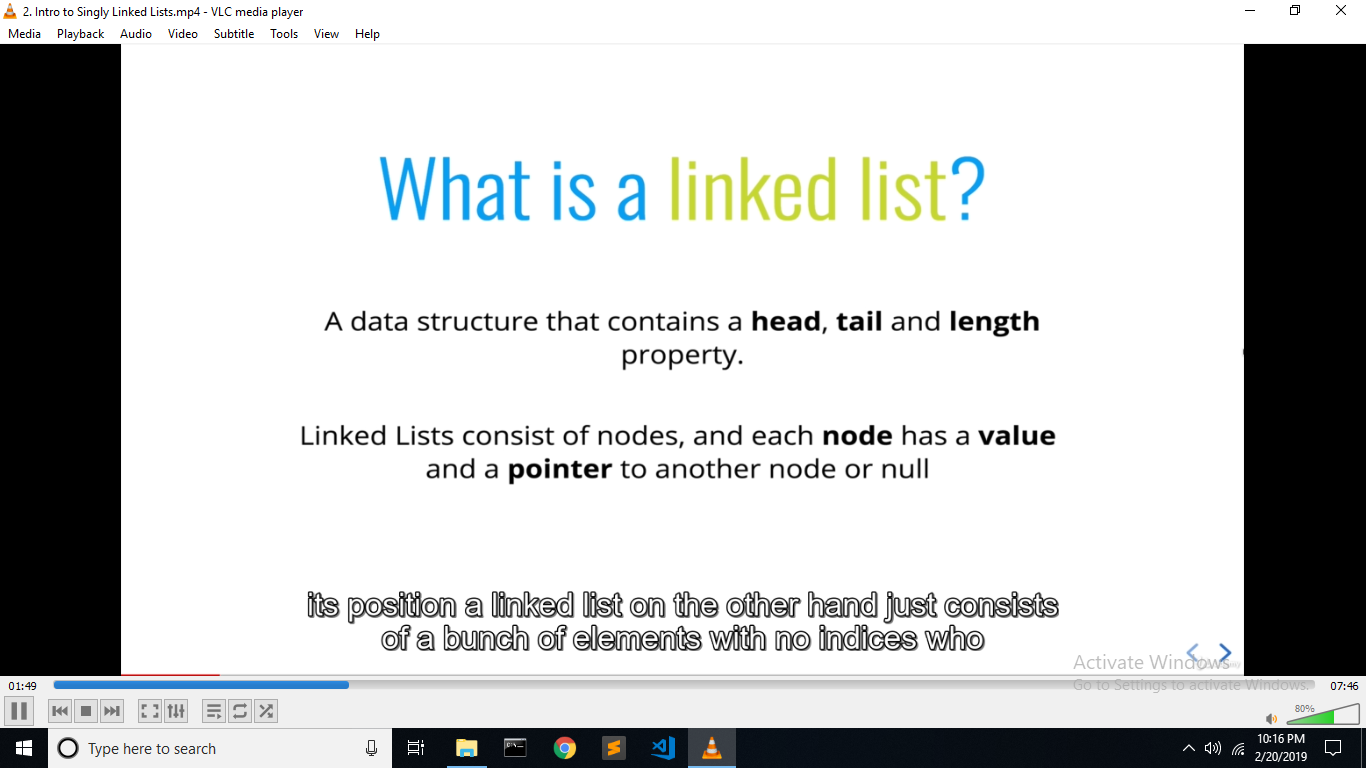 2. Intro to Singly Linked Lists.mp4 - VLC media player
Media Playback Audio Video Subtitle Tools View Help
What is a linked list?
A data structure that contains a head, tail and length
property.
Linked Lists consist of nodes, and each node has a value
and a pointer to another node or null
its position a linked list on the other hand just consists
of a bunch of elements with no indices who
Activate Windows
Go to Settings to activate Windows.
01:49 07:46
80%
Type here to search
10:16 PM
2/20/2019